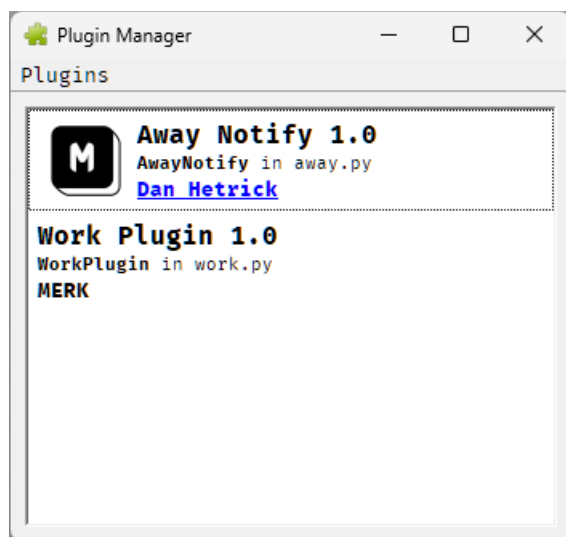 Plugin Manager
Plugins
M
Away Notify 1.0
AwayNotify in away.py
Dan Hetrick
Work Plugin 1.0
WorkPlugin in work.py
MERK